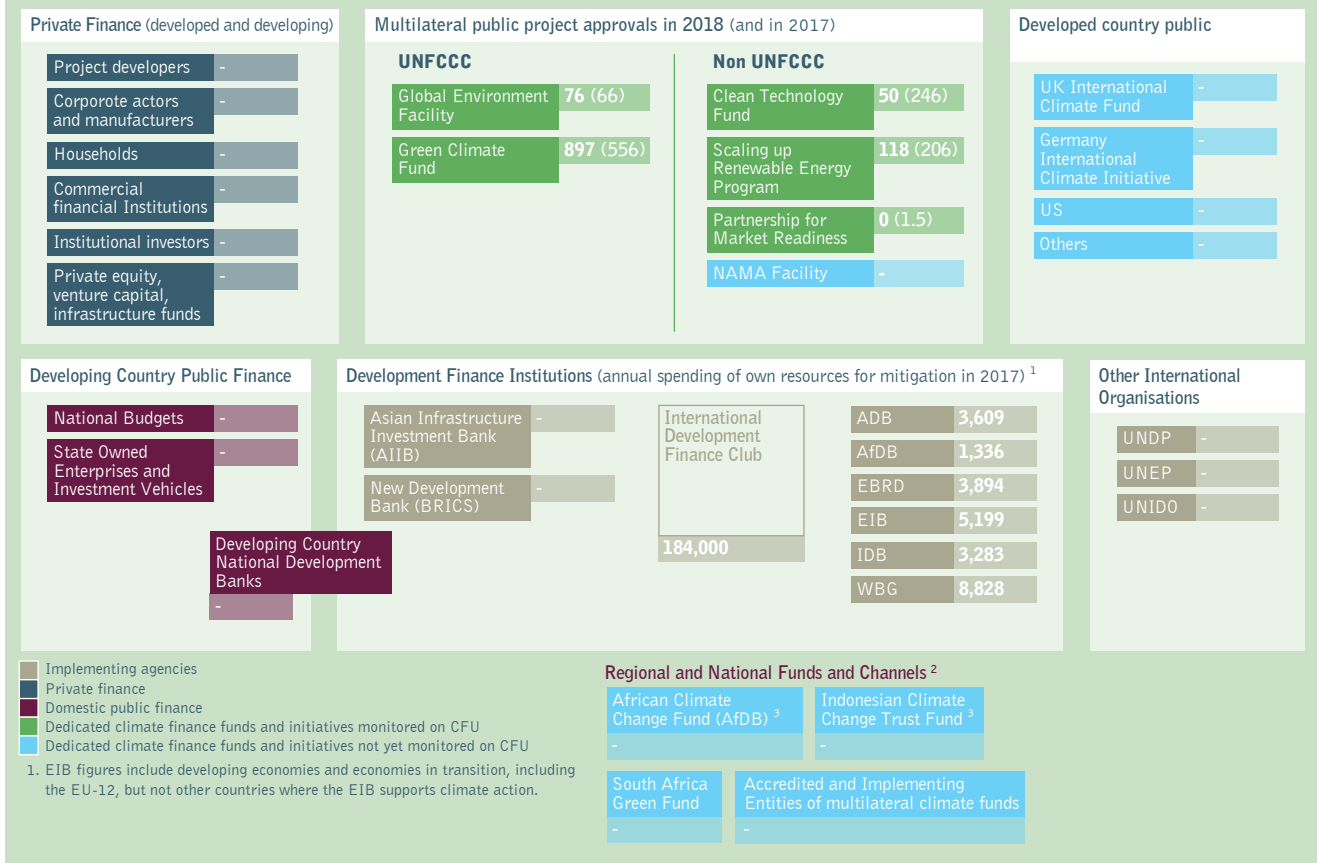 Private Finance (developed and developing)
Project developers -
Corporote actors -
and manufacturers
Households -
Commercial -
financial Institutions
Institutional investors -
Private equity, -
venture capital,
infrastructure funds
Multilateral public project approvals in 2018 (and in 2017)
UNFCCC
Global Environment 76 (66)
Facility
Green Climate 897 (556)
Fund
Non UNFCCC
Clean Technology 50 (246)
Fund
Scaling up 118 (206)
Renewable Energy
Program
Partnership for 0 (1.5)
Market Readiness
NAMA Facility -
Developed country public
UK International -
Climate Fund
Germany -
International
Climate Initiative
US -
Others -
Developing Country Public Finance
National Budgets -
State Owned -
Enterprises and
Investment Vehicles
Developing Country
National Development
Banks
-
Development Finance Institutions (annual spending of own resources for mitigation in 2017) 1
Asian Infrastructure -
Investment Bank
(AIIB)
New Development -
Bank (BRICS)
International
Development
Finance Club
184,000
ADB 3,609
AfDB 1,336
EBRD 3,894
EIB 5,199
IDB 3,283
WBG 8,828
Other International
Organisations
UNDP -
UNEP -
UNIDO -
Implementing agencies
Private finance
Domestic public finance
Dedicated climate finance funds and initiatives monitored on CFU
Dedicated climate finance funds and initiatives not yet monitored on CFU
1. EIB figures include developing economies and economies in transition, including
the EU-12, but not other countries where the EIB supports climate action.
Regional and National Funds and Channels 2
African Climate
Change Fund (AfDB) 3
-
Indonesian Climate
Change Trust Fund 3
-
South Africa
Green Fund
-
Accredited and Implementing
Entities of multilateral climate funds
-